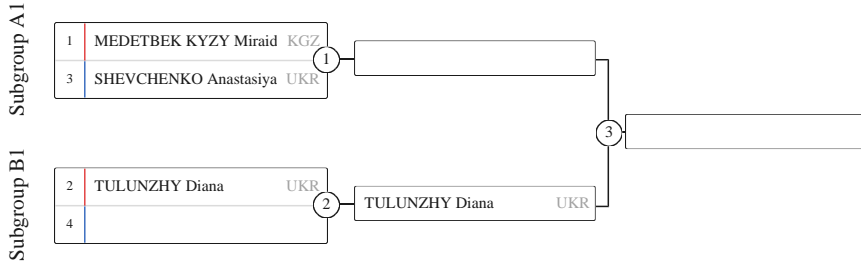 Subgroup A1
1 MEDETBEK KYZY Miraid KGZ
3 SHEVCHENKO Anastasiya UKR
1
3
Subgroup B1
2 TULUNZHY Diana UKR
4
2
TULUNZHY Diana UKR